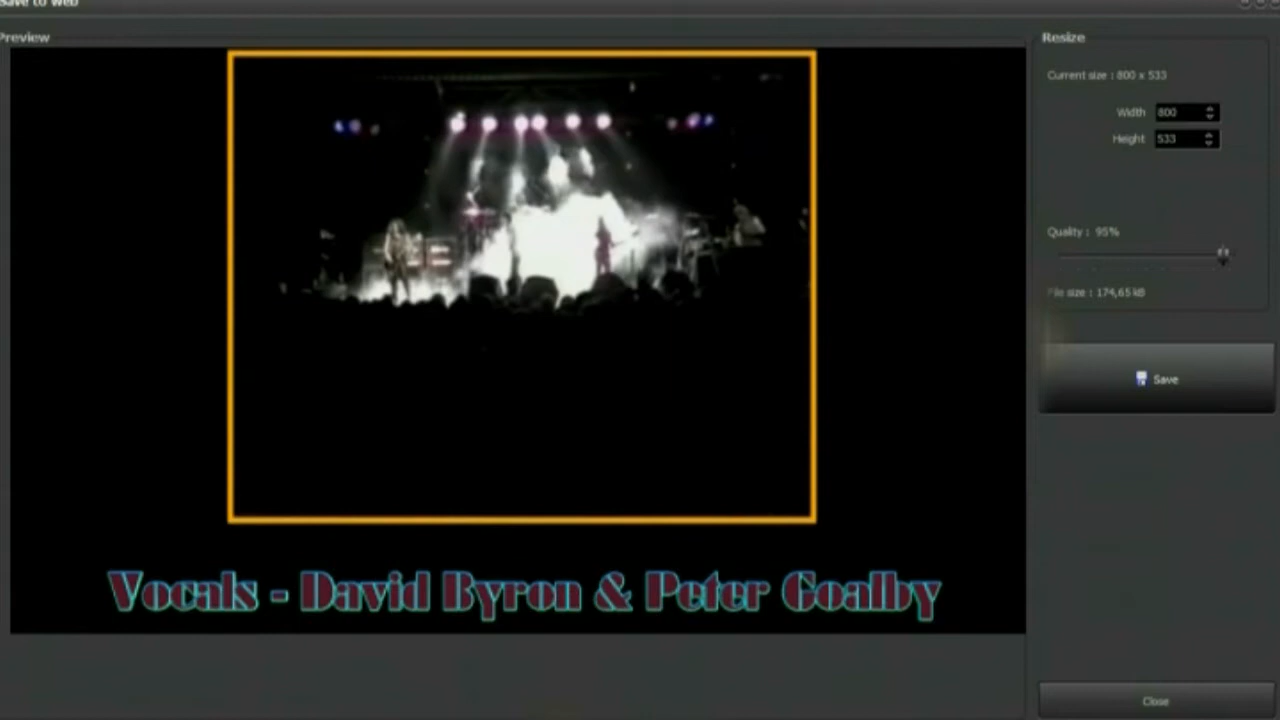 Save to Web
Preview
Resize
Current size : 800 x 533
Width 800
Height 533
Quality : 95%
File size : 174,65 kB
Save
Vocals - David Byron & Peter Goalby
Close